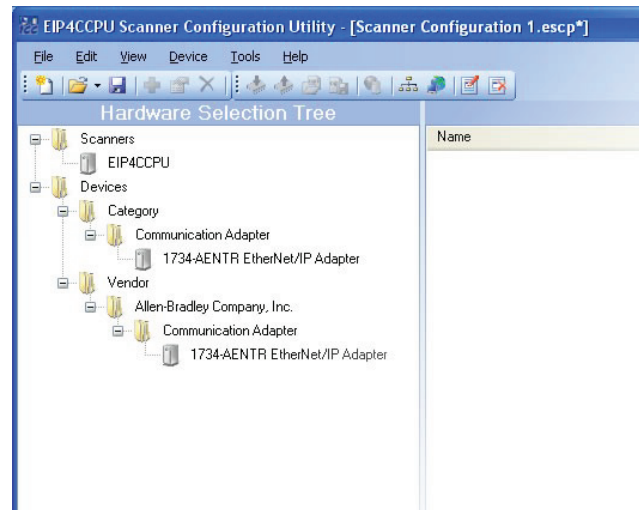 EIP4CCPU Scanner Configuration Utility - [Scanner Configuration 1.escp*]
File Edit View Device Tools Help
Hardware Selection Tree
Name
Scanners
EIP4CCPU
Devices
Category
Communication Adapter
1734-AENTR EtherNet/IP Adapter
Vendor
Allen-Bradley Company, Inc.
Communication Adapter
1734-AENTR EtherNet/IP Adapter